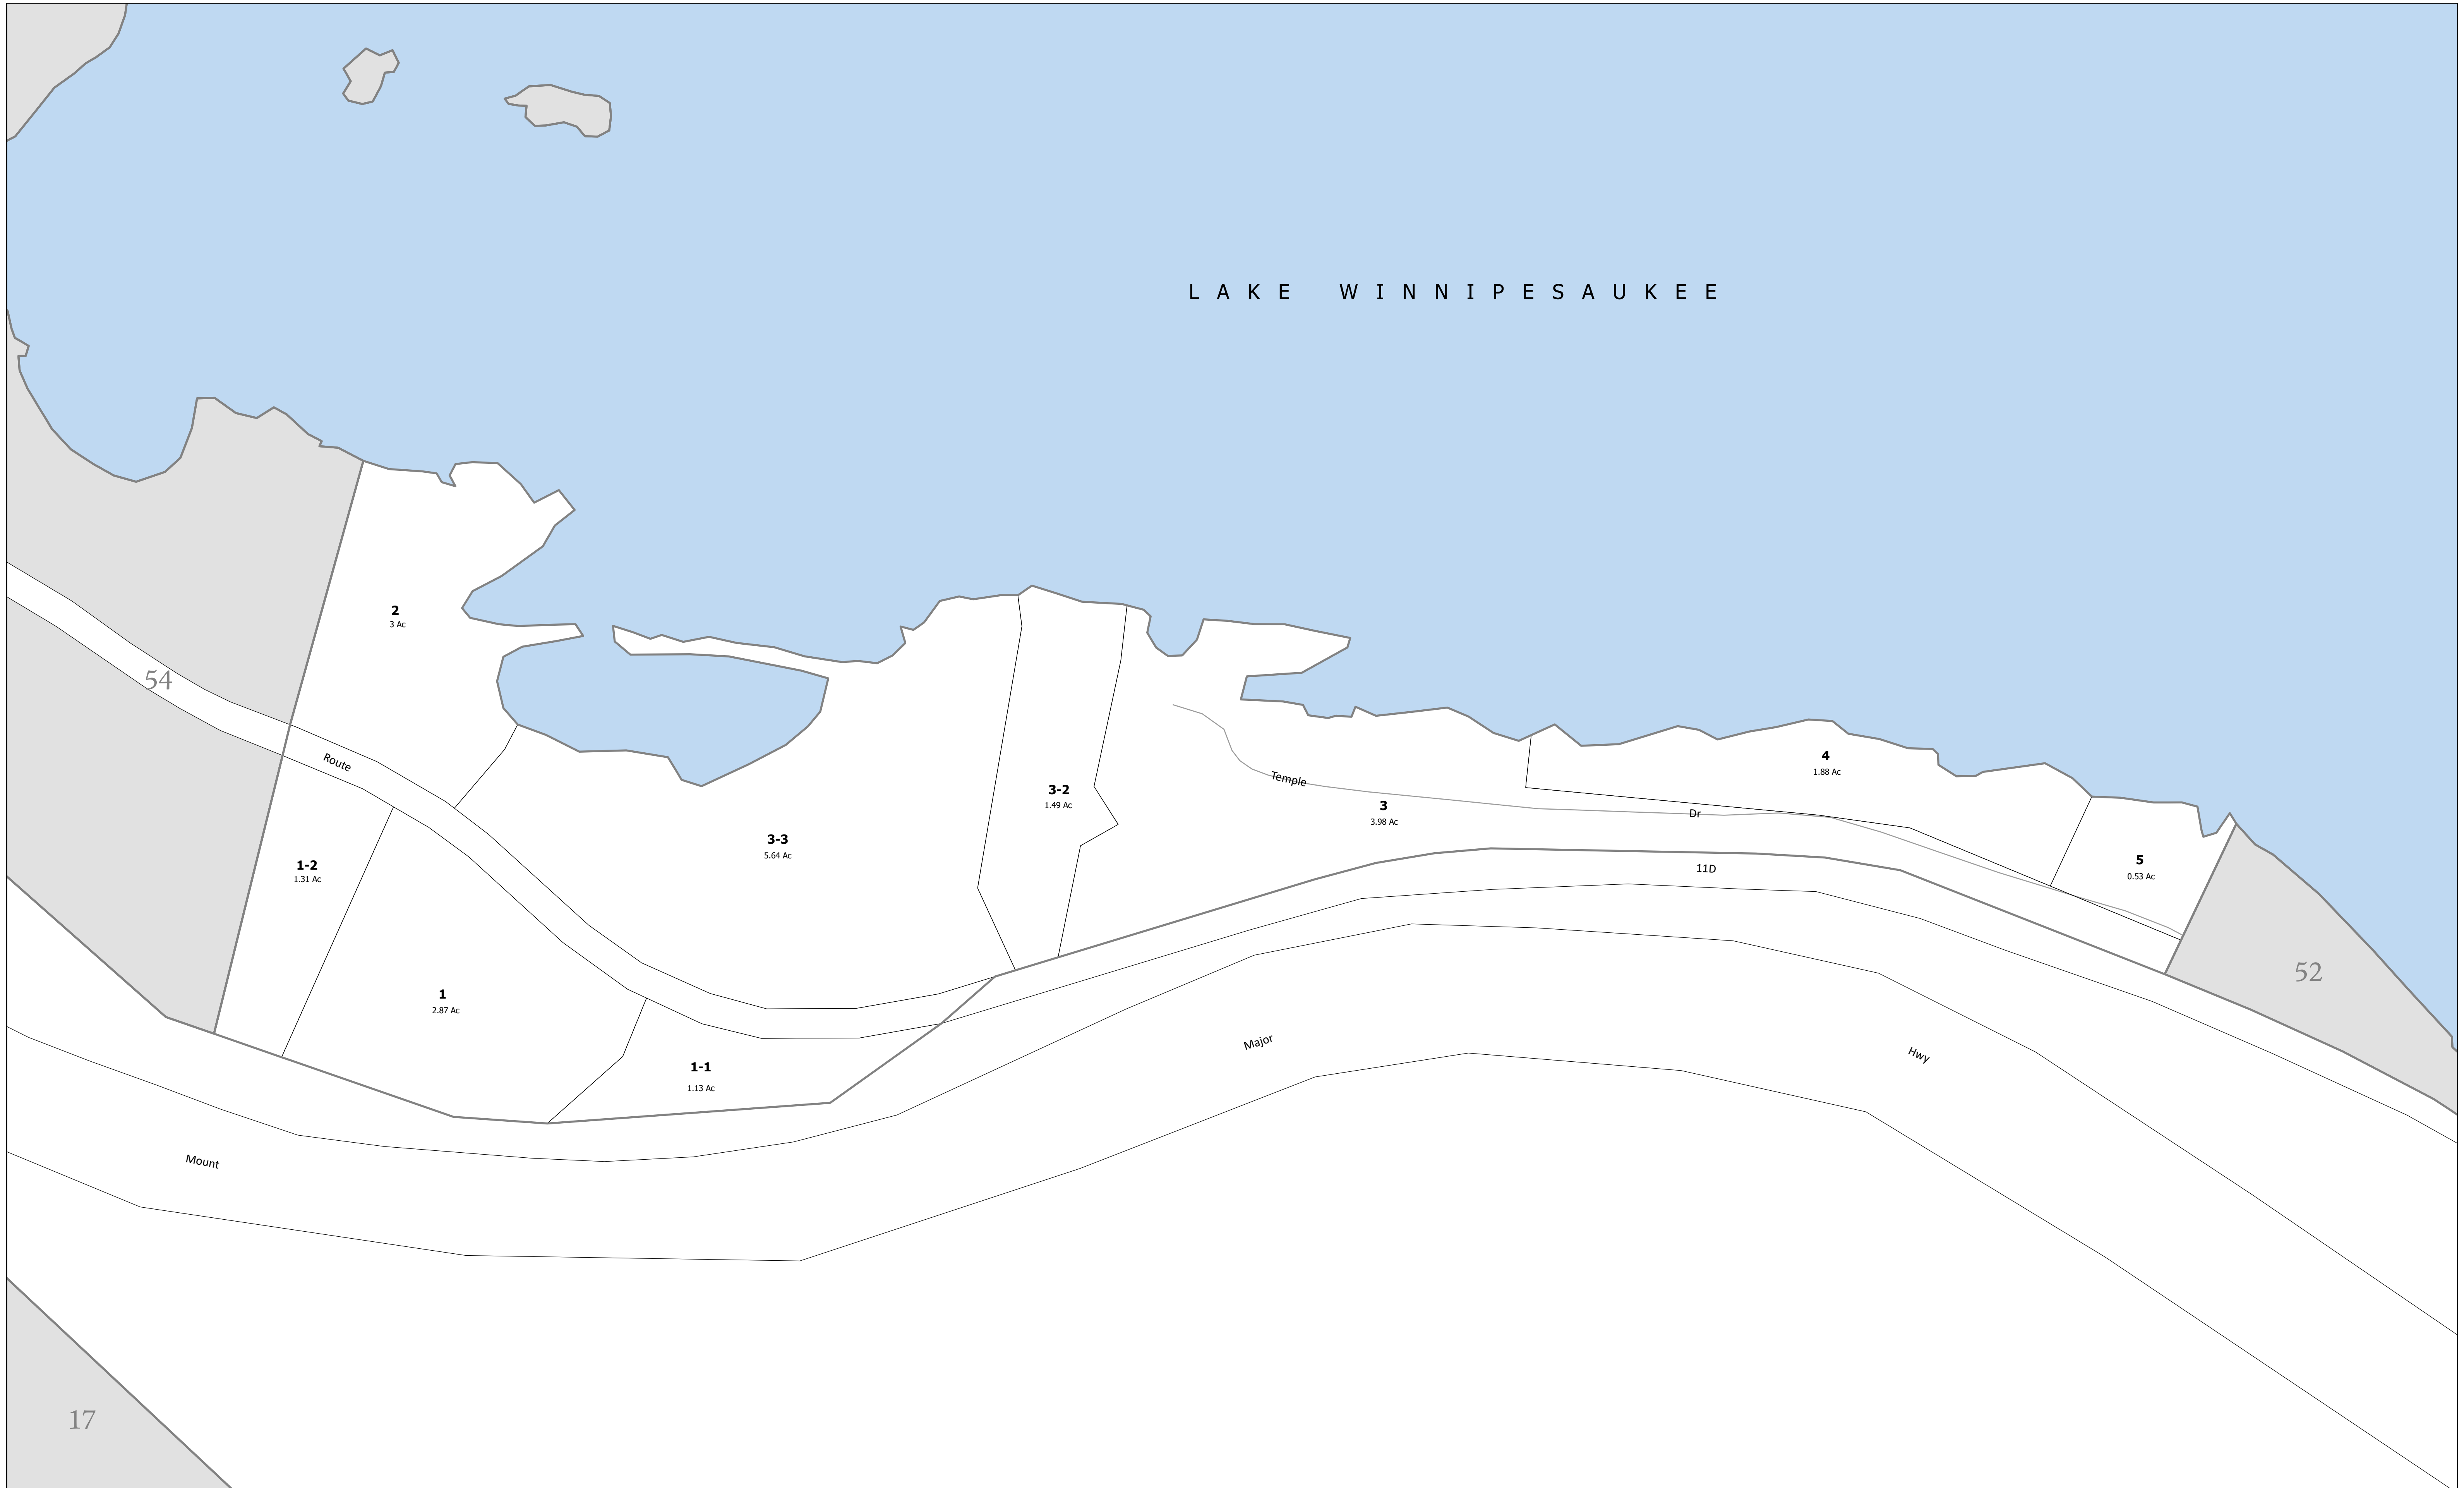 LAKE WINNIPESAUKEE
2
3 Ac
54
Route
Temple
4
1.88 Ac
3-2
1.49 Ac
3
3.98 Ac
Dr
3-3
5.64 Ac
1-2
1.31 Ac
11D
5
0.53 Ac
52
1
2.87 Ac
Major
Hwy
1-1
1.13 Ac
Mount
17